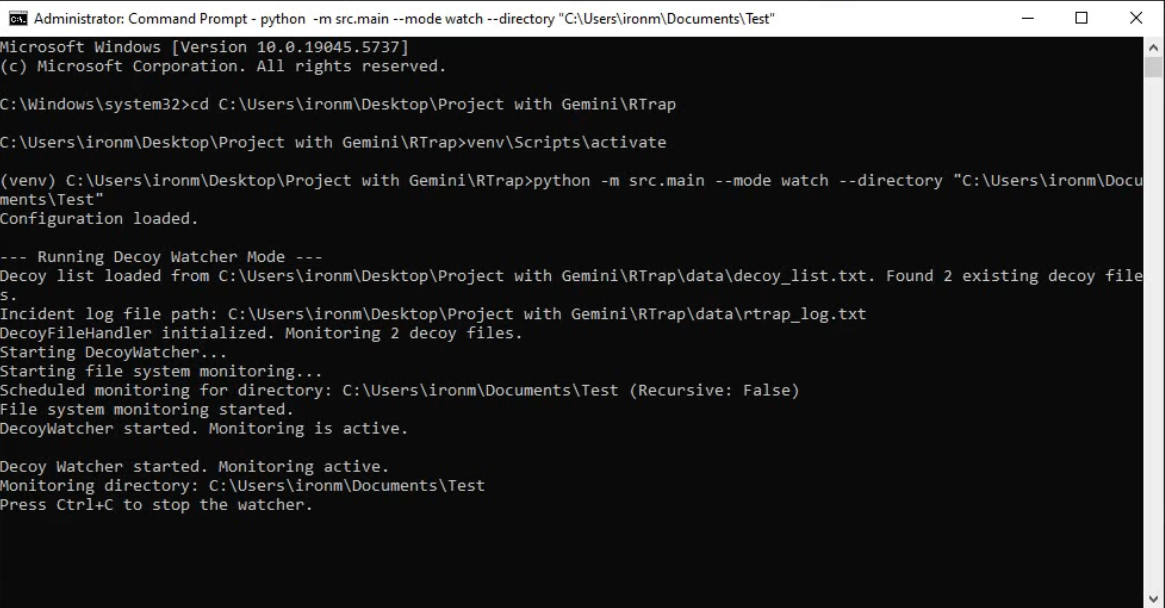 Administrator: Command Prompt - python  -m src.main --mode watch --directory "C:\Users\ironm\Documents\Test"
Microsoft Windows [Version 10.0.19045.5737]
(c) Microsoft Corporation. All rights reserved.
C:\Windows\system32>cd C:\Users\ironm\Desktop\Project with Gemini\RTrap
C:\Users\ironm\Desktop\Project with Gemini\RTrap>venv\Scripts\activate
(venv) C:\Users\ironm\Desktop\Project with Gemini\RTrap>python -m src.main --mode watch --directory "C:\Users\ironm\Docu
ments\Test"
Configuration loaded.
--- Running Decoy Watcher Mode ---
Decoy list loaded from C:\Users\ironm\Desktop\Project with Gemini\RTrap\data\decoy_list.txt. Found 2 existing decoy file
s.
Incident log file path: C:\Users\ironm\Desktop\Project with Gemini\RTrap\data\rtrap_log.txt
DecoyFileHandler initialized. Monitoring 2 decoy files.
Starting DecoyWatcher...
Starting file system monitoring...
Scheduled monitoring for directory: C:\Users\ironm\Documents\Test (Recursive: False)
File system monitoring started.
DecoyWatcher started. Monitoring is active.
Decoy Watcher started. Monitoring active.
Monitoring directory: C:\Users\ironm\Documents\Test
Press Ctrl+C to stop the watcher.